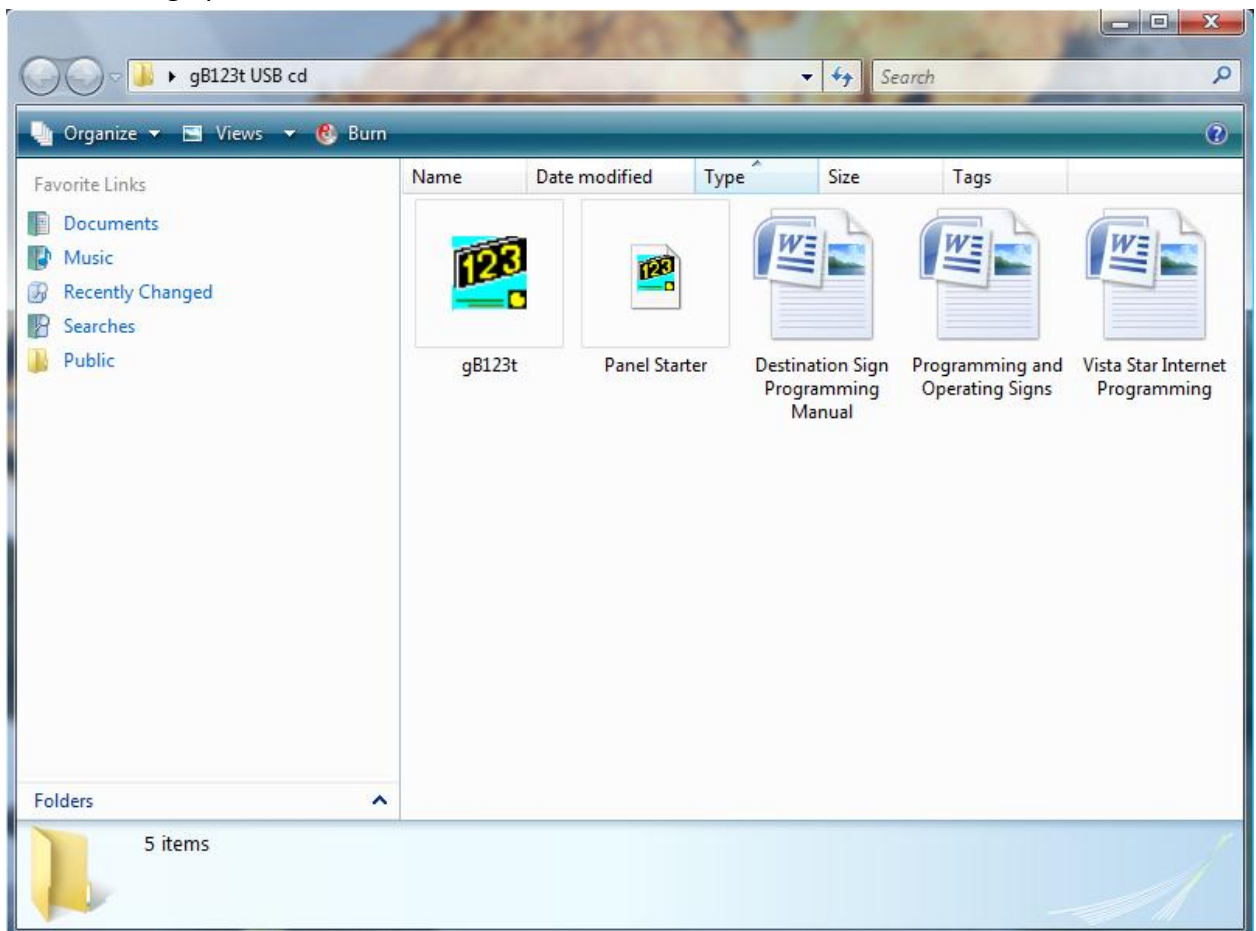 gB123t USB cd
Search
Organize Views Burn
Favorite Links
Documents
Music
Recently Changed
Searches
Public
Folders
Name Date modified Type Size Tags
123
gB123t
123
Panel Starter
W
Destination Sign
Programming
Manual
W
Programming and
Operating Signs
W
Vista Star Internet
Programming
5 items